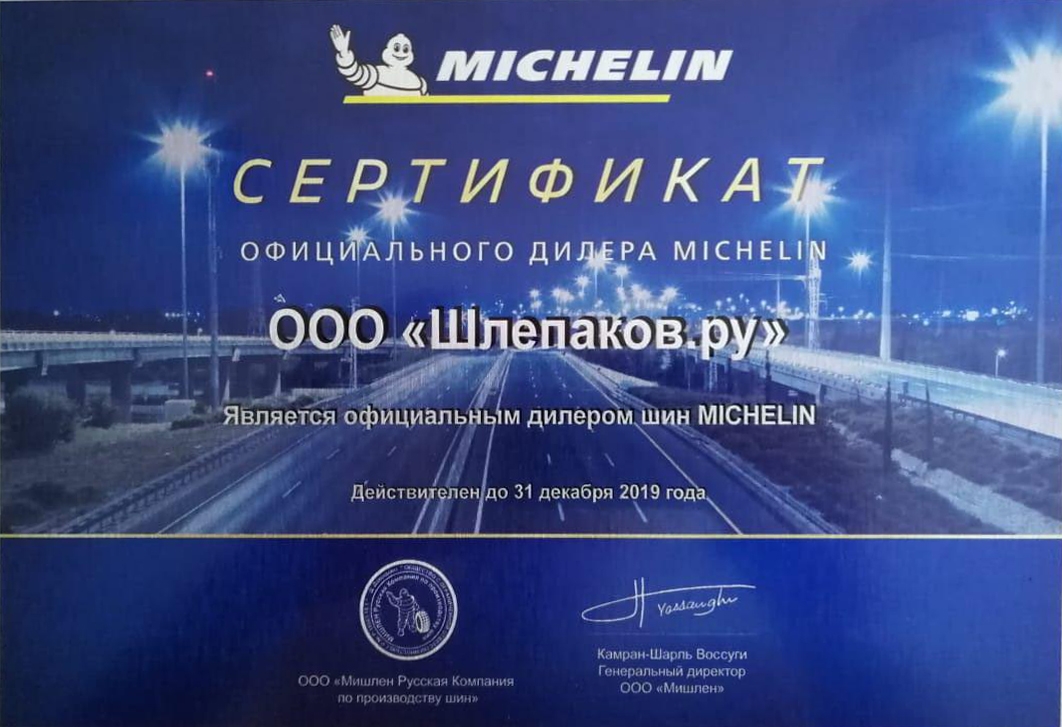 MICHELIN
СЕРТИФИКАТ
ОФИЦИАЛЬНОГО ДИЛЕРА MICHELIN
ООО «Шлепаков.ру»
Является официальным дилером шин MICHELIN
Действителен до 31 декабря 2019 года
Yossaughi
Камран-Шарль Воссуги
Генеральный директор
ООО «Мишлен»
ООО «Мишлен Русская Компания
по производству шин»